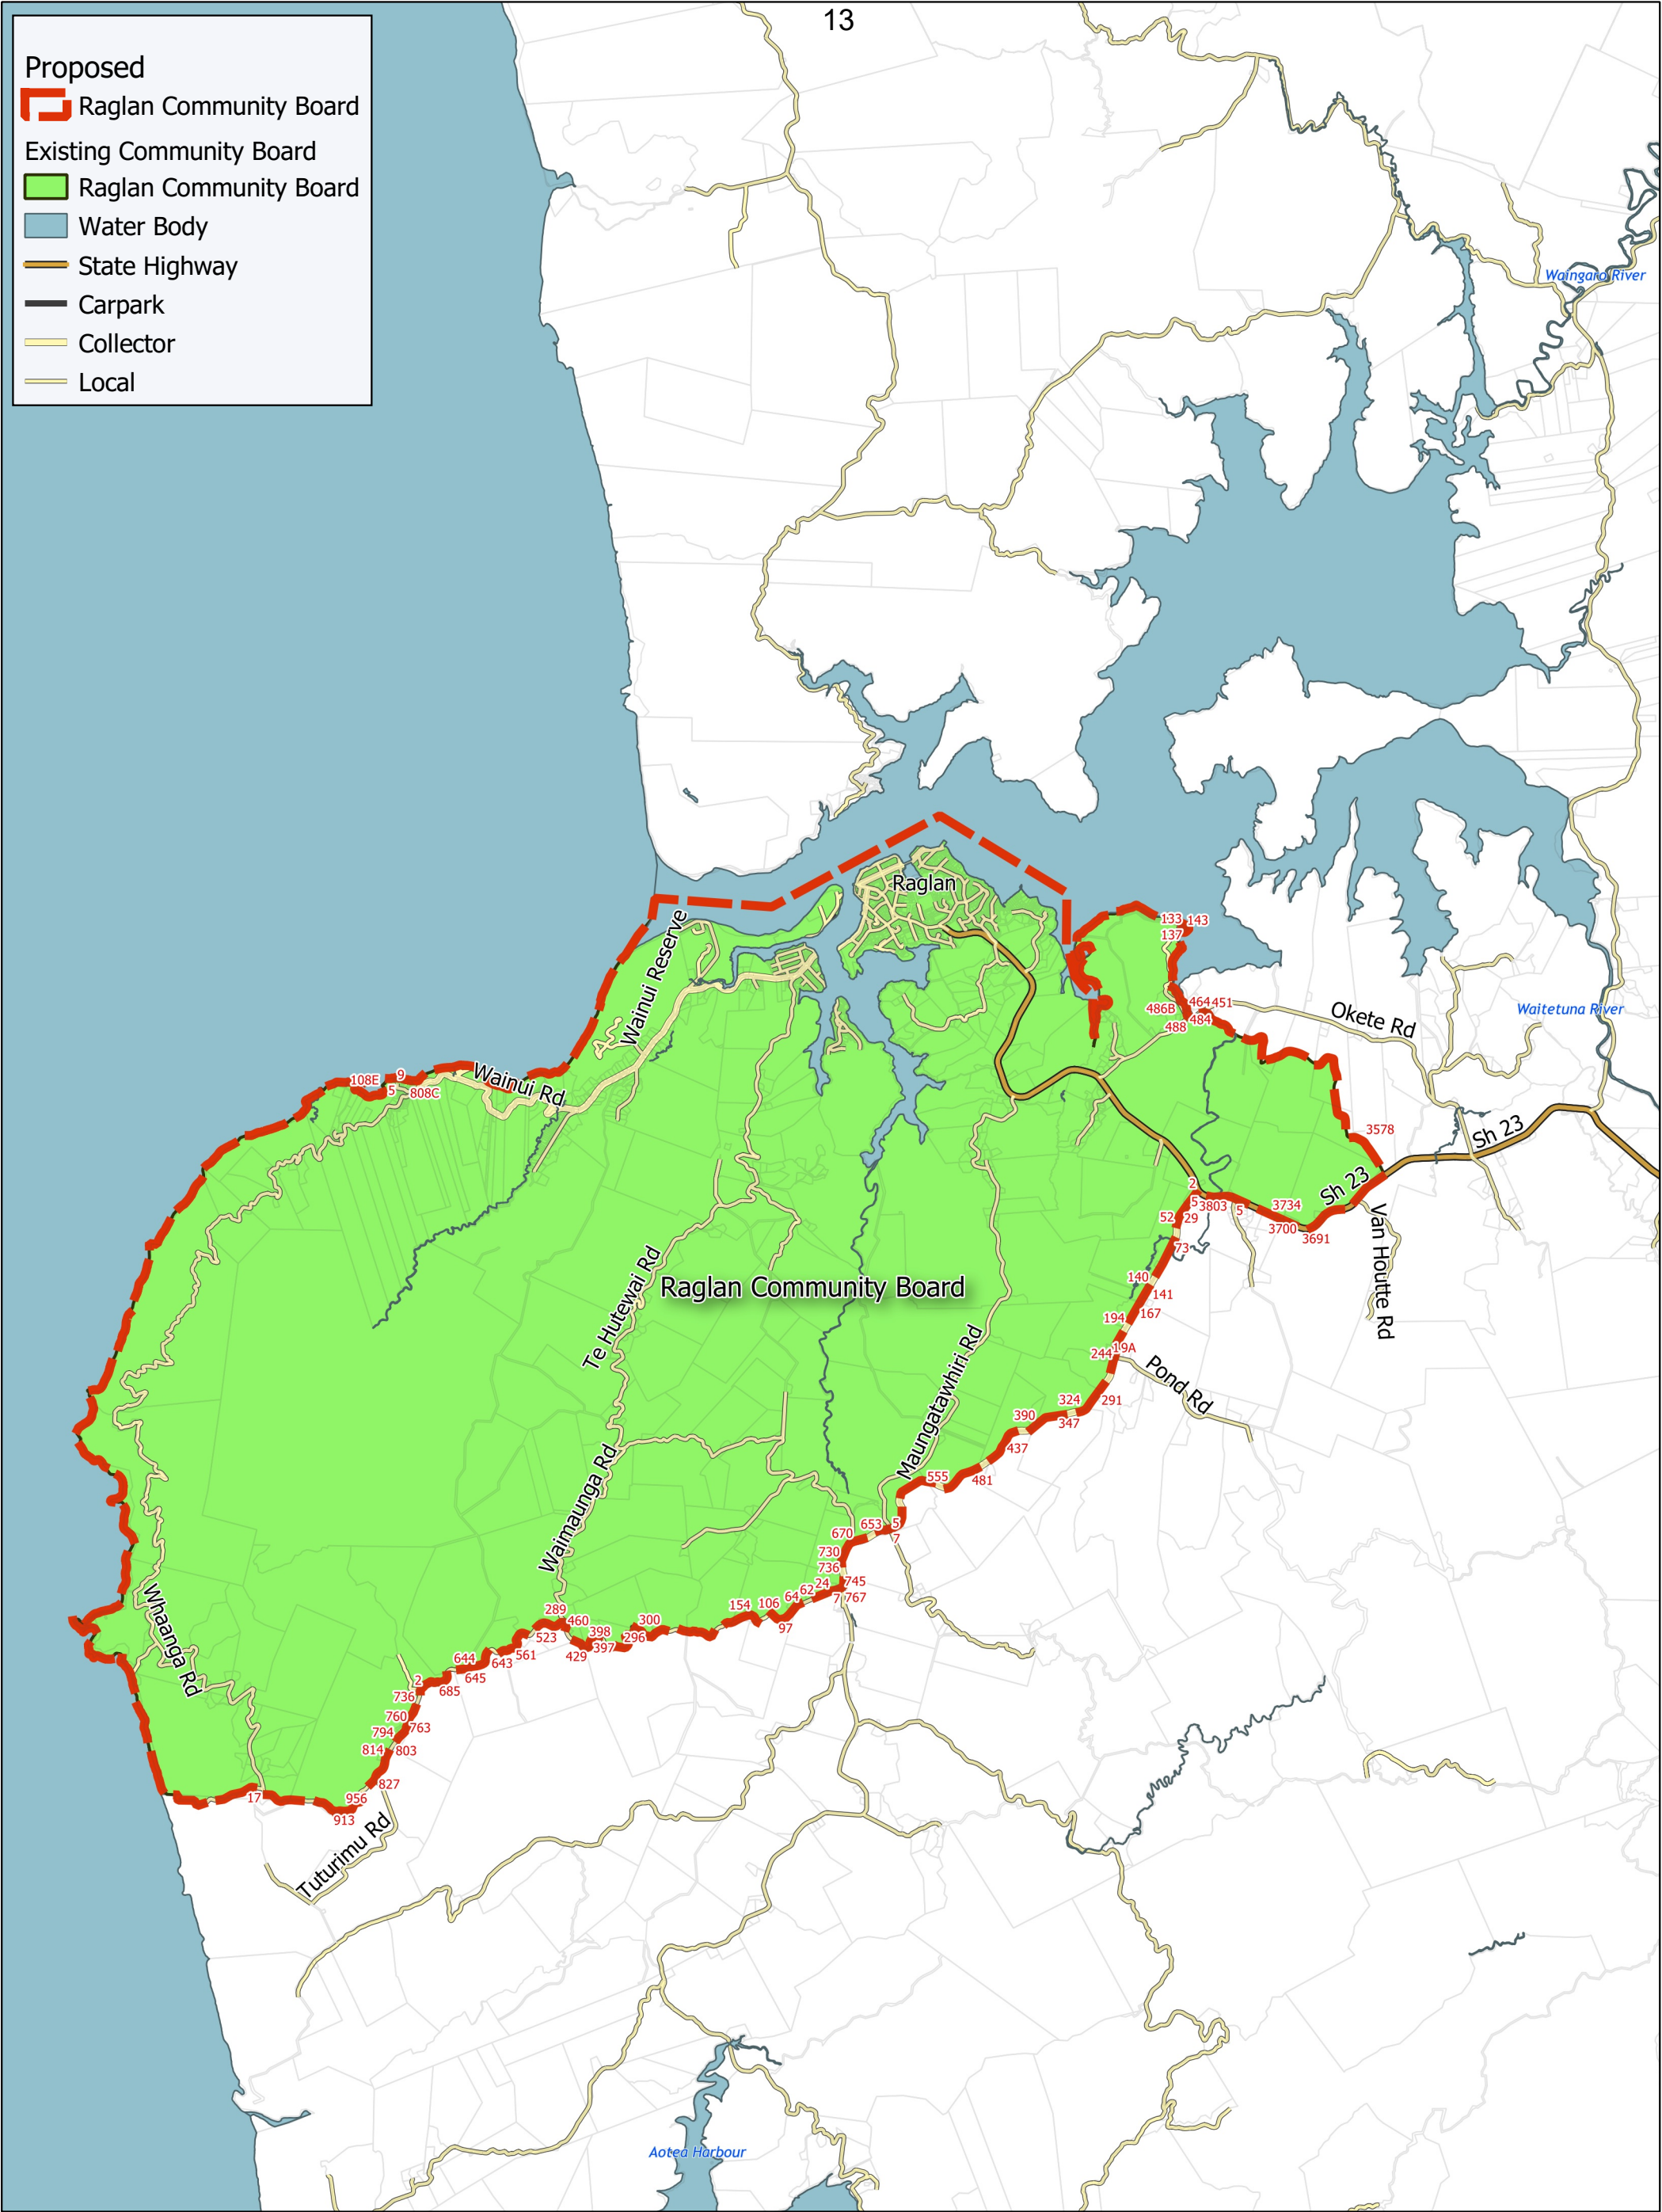 13
Proposed
Raglan Community Board
Existing Community Board
Raglan Community Board
Water Body
State Highway
Carpark
Collector
Local
Waingaro River
Raglan
Wainui Reserve
133
143
137
486B
464
451
484
488
Okete Rd
Waitetuna River
108E
9
5
808C
Wainui Rd
3578
Sh 23
Sh 23
2
5
3803
5
3734
3700
3691
52
29
73
Van Houtte Rd
Te Hutewai Rd
Raglan Community Board
140
141
194
167
244
19A
Pond Rd
291
324
347
390
437
Maungatawhiri Rd
481
555
Waimaunga Rd
653
5
7
670
730
736
745
767
7
24
62
64
106
97
154
300
296
398
397
460
429
289
523
561
643
644
645
685
2
736
760
763
794
814
803
827
956
913
17
Whaanga Rd
Tuturimu Rd
Aotea Harbour